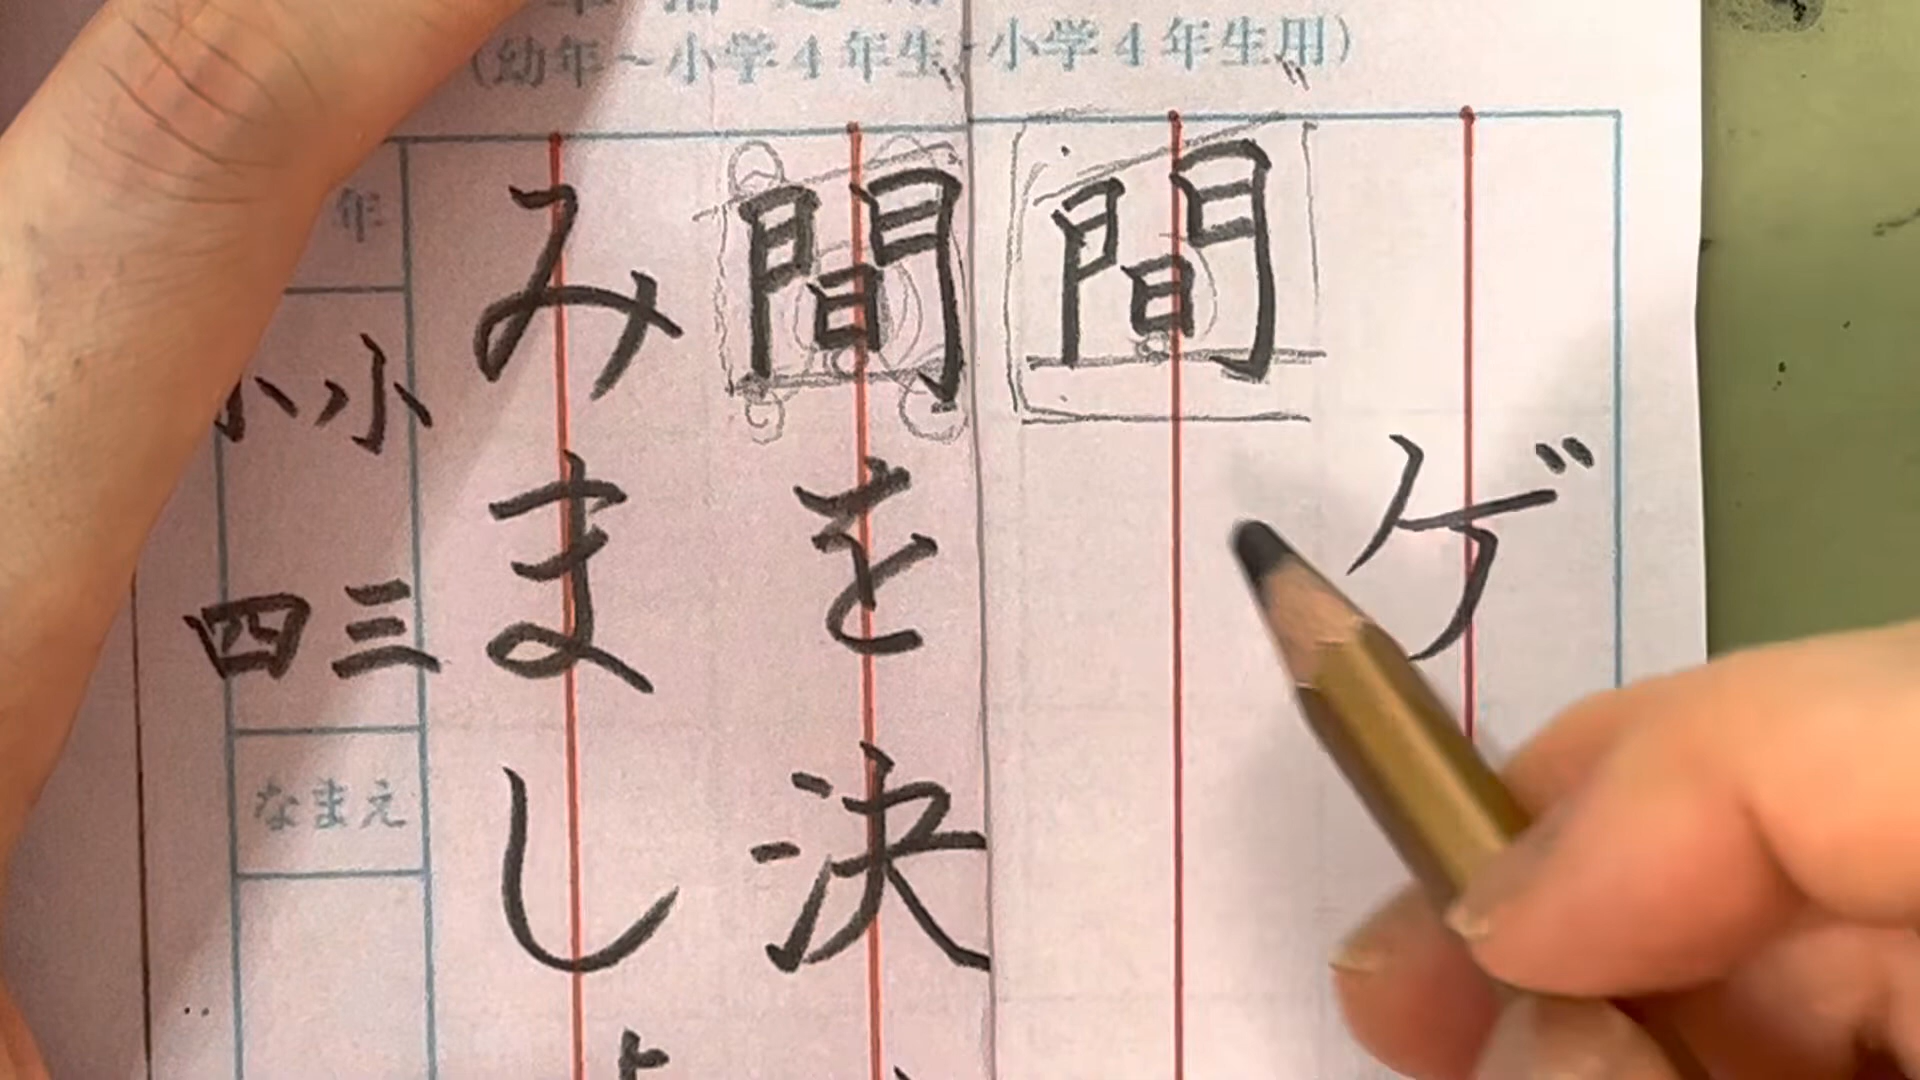 (幼年~小学4年生 小学4年生用)
ゲ
間
間を決
みまし
年
小三
小四
なまえ